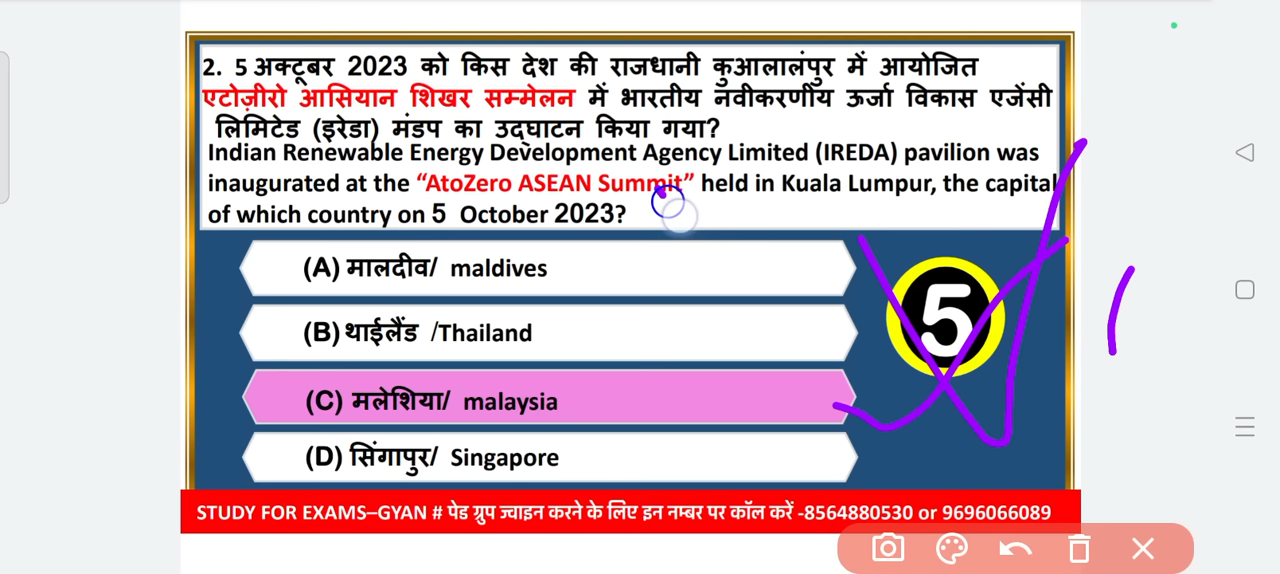 2. 5 अक्टूबर 2023 को किस देश की राजधानी कुआलालंपुर में आयोजित
एटोज़ीरो आसियान शिखर सम्मेलन में भारतीय नवीकरणीय ऊर्जा विकास एजेंसी
लिमिटेड (इरेडा) मंडप का उद्घाटन किया गया?
Indian Renewable Energy Development Agency Limited (IREDA) pavilion was
inaugurated at the “AtoZero ASEAN Summit” held in Kuala Lumpur, the capital
of which country on 5 October 2023?
(A) मालदीव/ maldives
(B) थाईलैंड /Thailand
5
(C) मलेशिया/ malaysia
(D) सिंगापुर/ Singapore
STUDY FOR EXAMS–GYAN # पेड ग्रुप ज्वाइन करने के लिए इन नम्बर पर कॉल करें -8564880530 or 9696066089